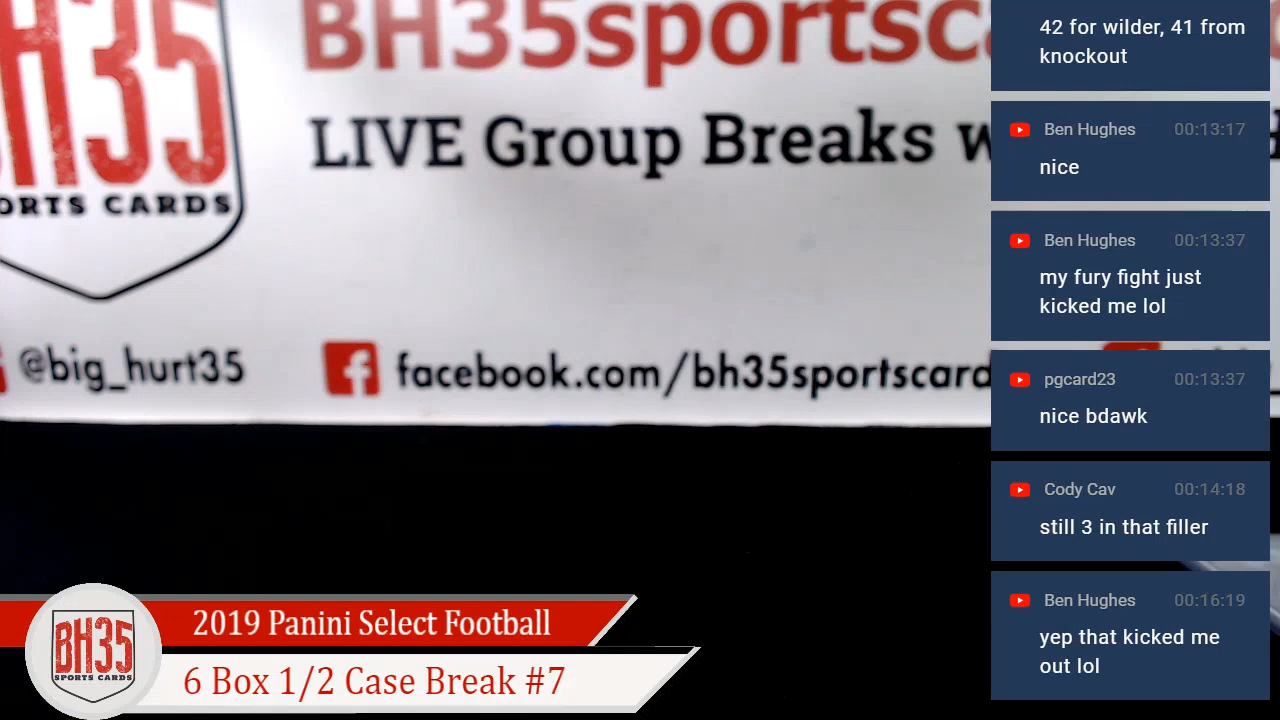 BH35
SPORTS CARDS
BH35sportsc
LIVE Group Breaks w
@big_hurt35
facebook.com/bh35sportscard
42 for wilder, 41 from
knockout
Ben Hughes 00:13:17
nice
Ben Hughes 00:13:37
my fury fight just
kicked me lol
pgcard23 00:13:37
nice bdawk
Cody Cav 00:14:18
still 3 in that filler
Ben Hughes 00:16:19
yep that kicked me
out lol
BH35
SPORTS CARDS
2019 Panini Select Football
6 Box 1/2 Case Break #7